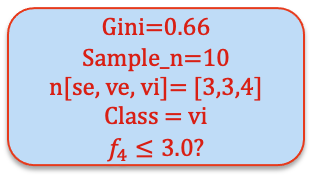 Gini=0.66
Sample_n=10
n[se, ve, vi]= [3,3,4]
Class = vi
f₄ ≤ 3.0?